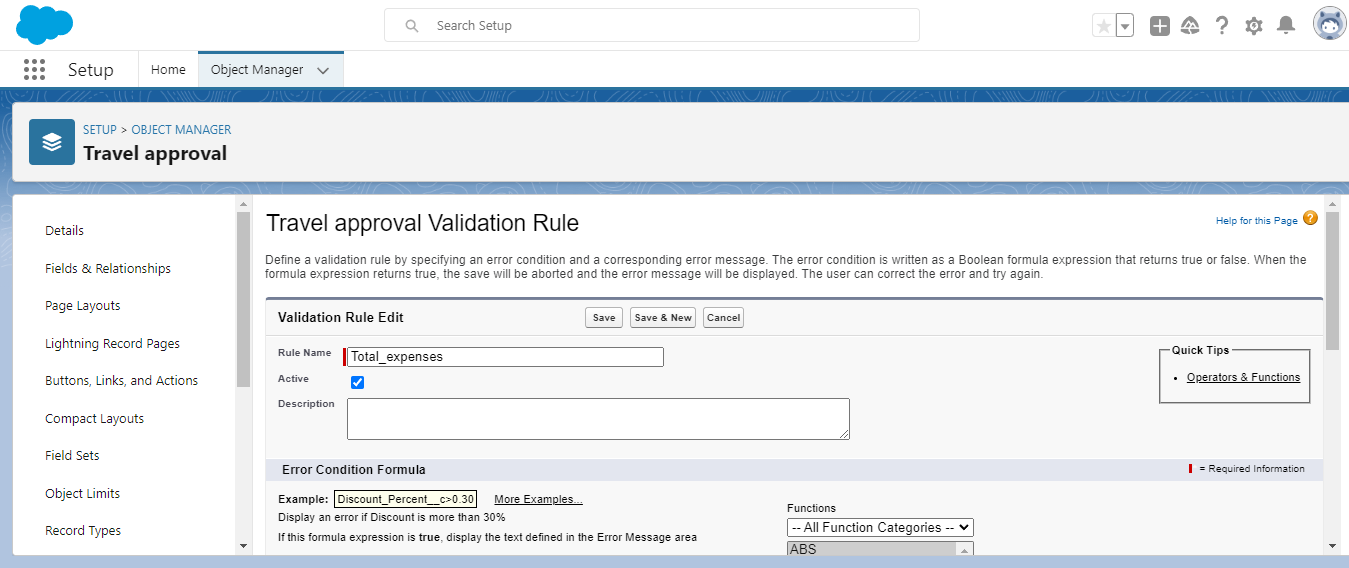 Search Setup
Setup
Home
Object Manager
SETUP > OBJECT MANAGER
Travel approval
Details
Fields & Relationships
Page Layouts
Lightning Record Pages
Buttons, Links, and Actions
Compact Layouts
Field Sets
Object Limits
Record Types
Travel approval Validation Rule
Help for this Page ?
Define a validation rule by specifying an error condition and a corresponding error message. The error condition is written as a Boolean formula expression that returns true or false. When the
formula expression returns true, the save will be aborted and the error message will be displayed. The user can correct the error and try again.
Validation Rule Edit
Save
Save & New
Cancel
Rule Name
Total_expenses
Active
Description
Quick Tips
• Operators & Functions
Error Condition Formula
= Required Information
Example: Discount_Percent__c>0.30 More Examples...
Display an error if Discount is more than 30%
If this formula expression is true, display the text defined in the Error Message area
Functions
-- All Function Categories --
ABS